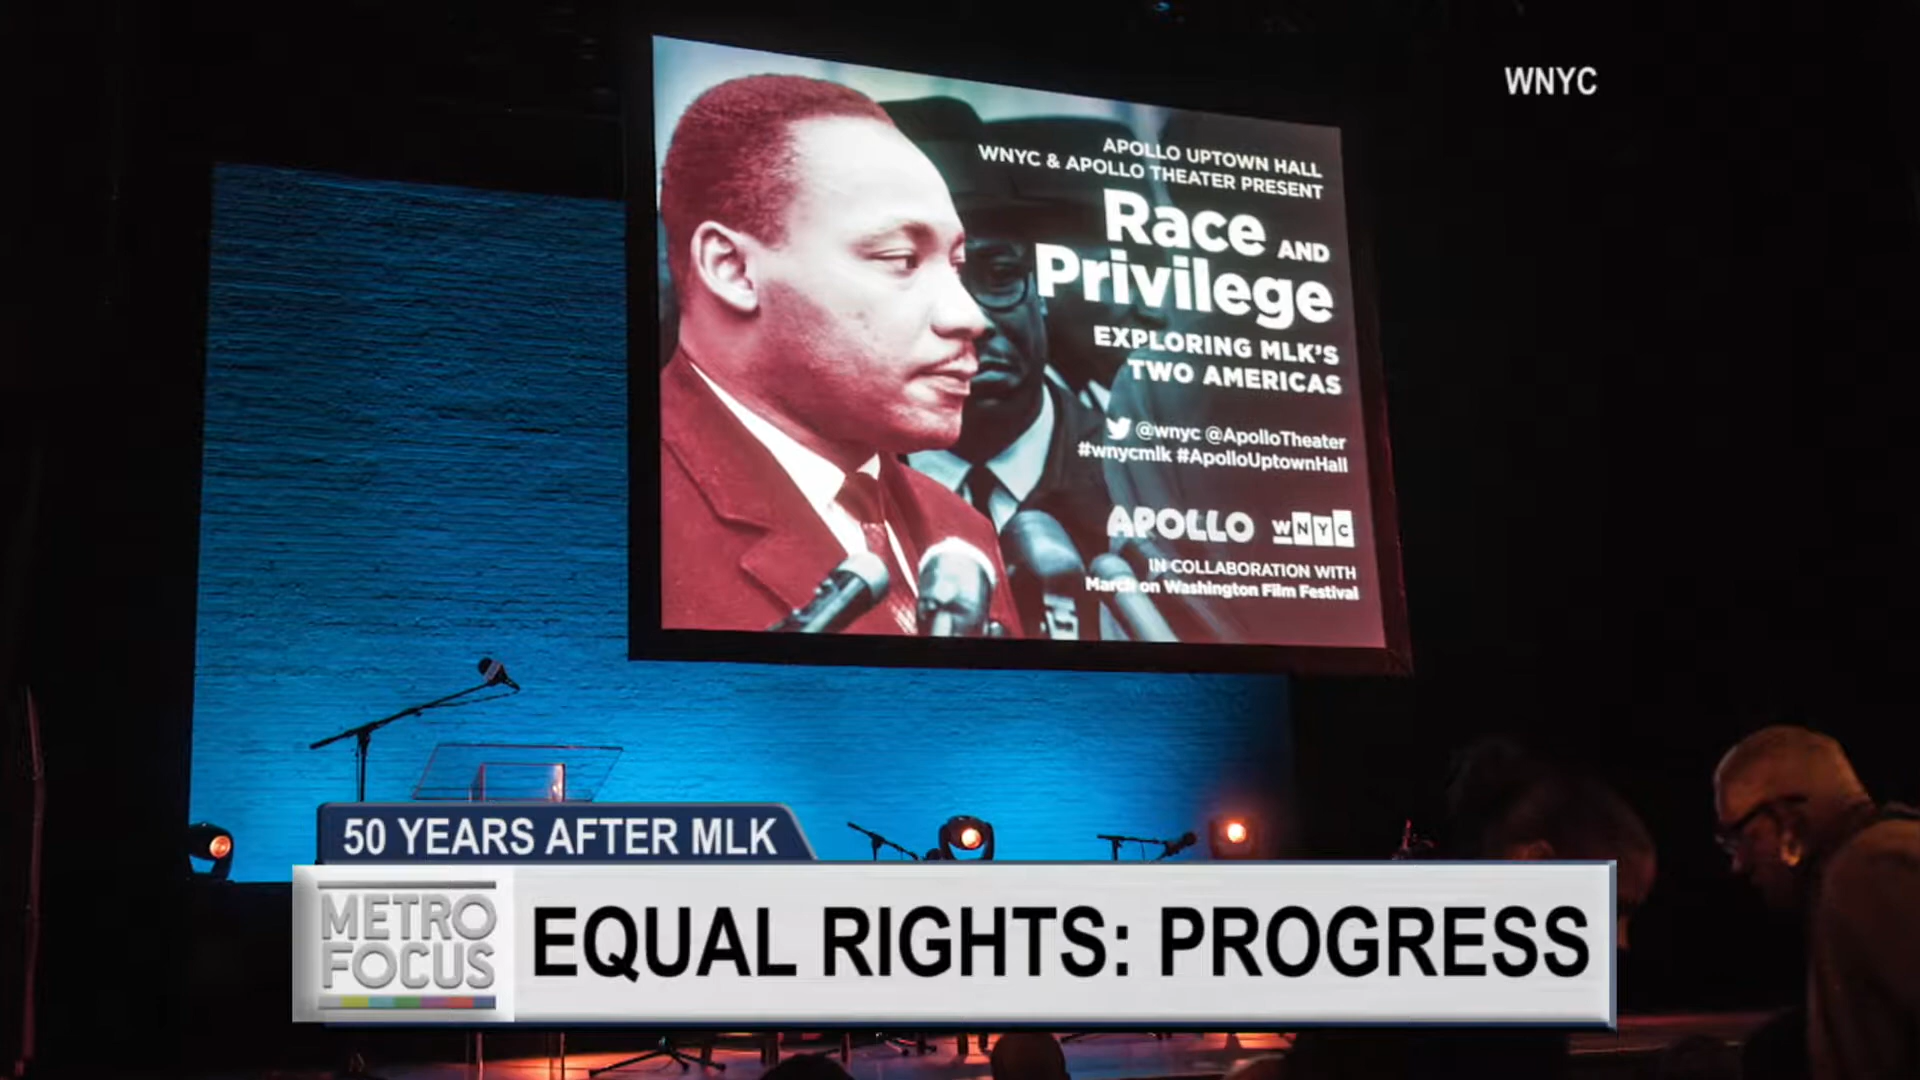 WNYC
APOLLO UPTOWN HALL
WNYC & APOLLO THEATER PRESENT
Race AND
Privilege
EXPLORING MLK'S
TWO AMERICAS
@wnyc @ApolloTheater
#wnycmlk #ApolloUptownHall
APOLLO WNYC
IN COLLABORATION WITH
March on Washington Film Festival
50 YEARS AFTER MLK
METRO
FOCUS
EQUAL RIGHTS: PROGRESS